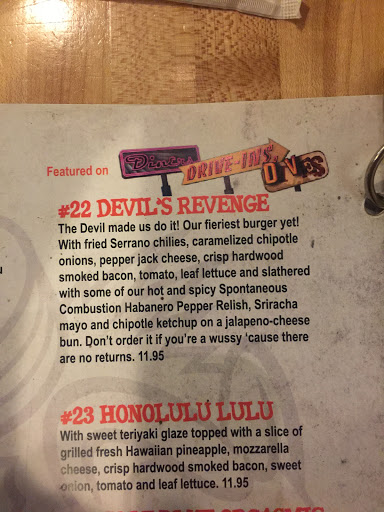 Featured on Diners, DRIVE-INS, DIVES
#22 DEVIL'S REVENGE
The Devil made us do it! Our fieriest burger yet!
With fried Serrano chilies, caramelized chipotle
onions, pepper jack cheese, crisp hardwood
smoked bacon, tomato, leaf lettuce and slathered
with some of our hot and spicy Spontaneous
Combustion Habanero Pepper Relish, Sriracha
mayo and chipotle ketchup on a jalapeno-cheese
bun. Don't order it if you're a wussy 'cause there
are no returns. 11.95
#23 HONOLULU LULU
With sweet teriyaki glaze topped with a slice of
grilled fresh Hawaiian pineapple, mozzarella
cheese, crisp hardwood smoked bacon, sweet
onion, tomato and leaf lettuce. 11.95